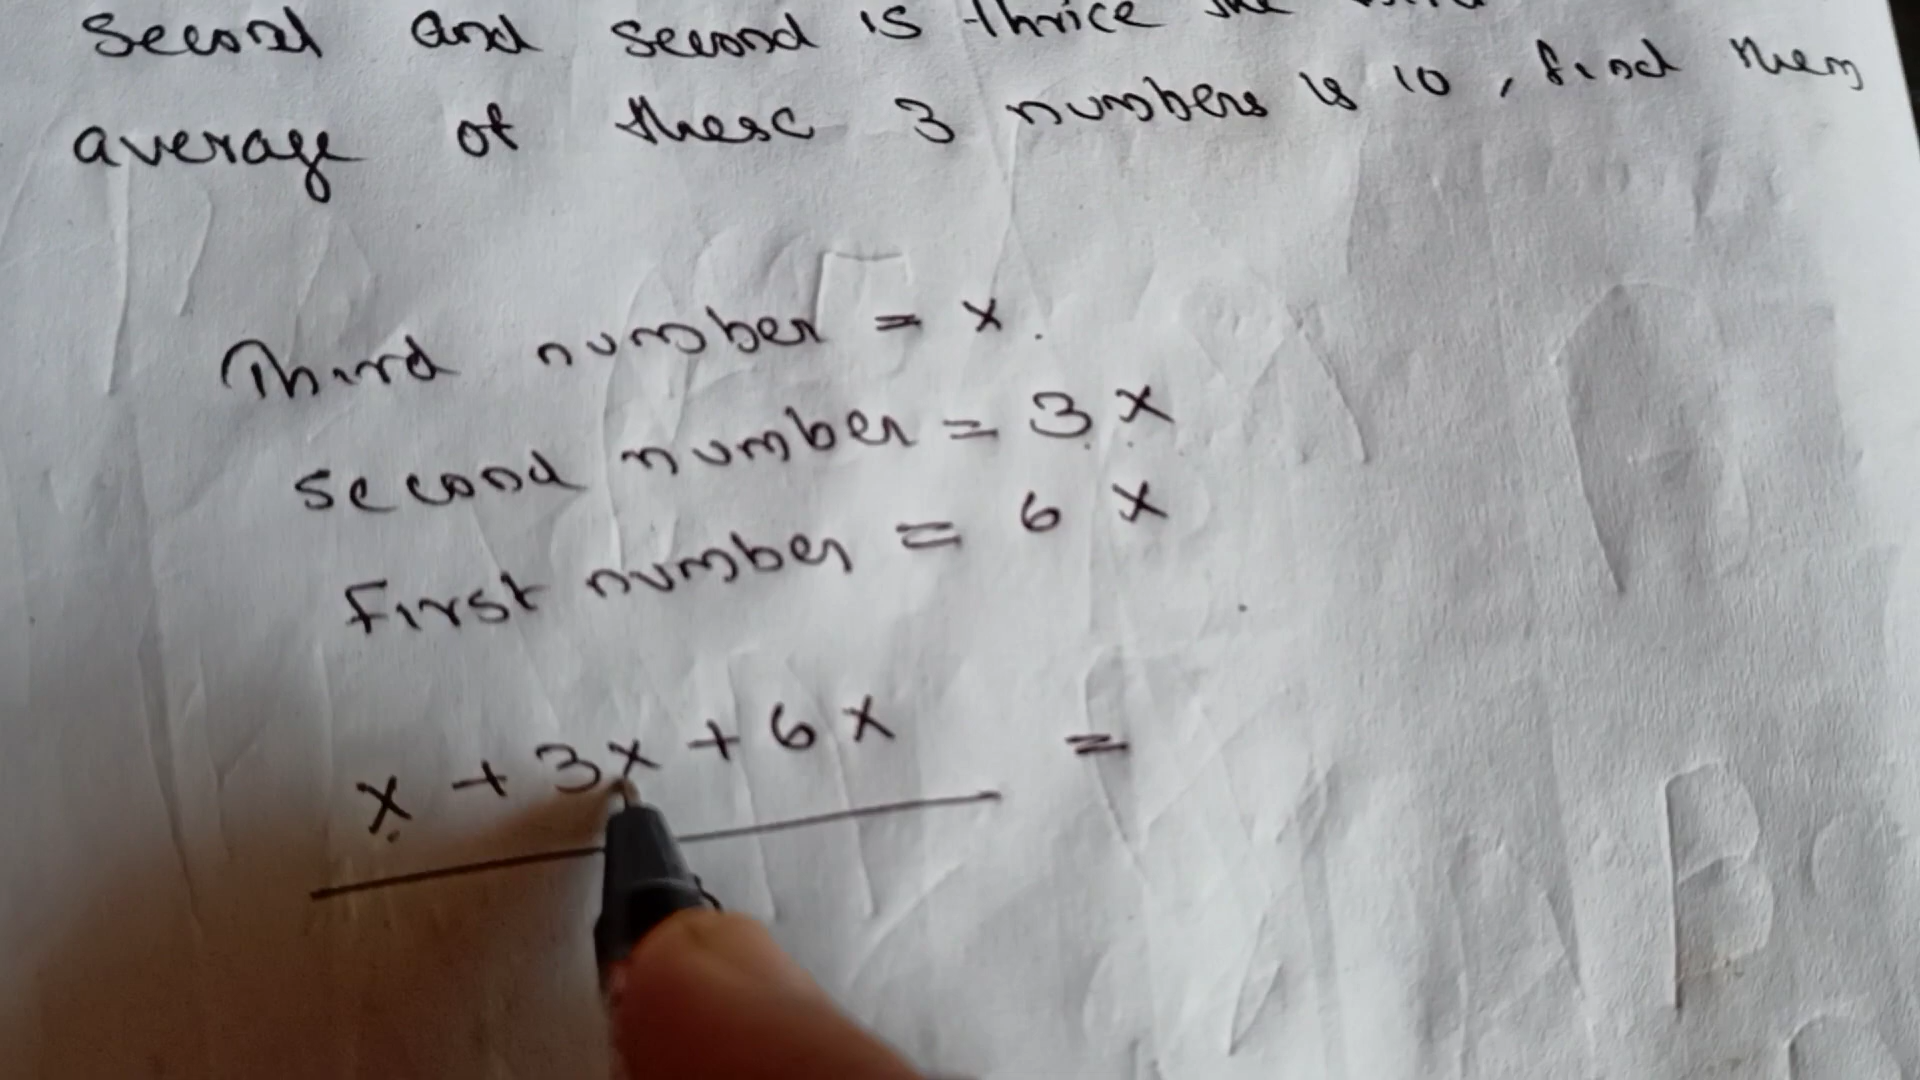 Second and second is thrice the
average of these 3 numbers is 10, find them
Third number = x.
Second number = 3x
First number = 6x
x + 3x + 6x =